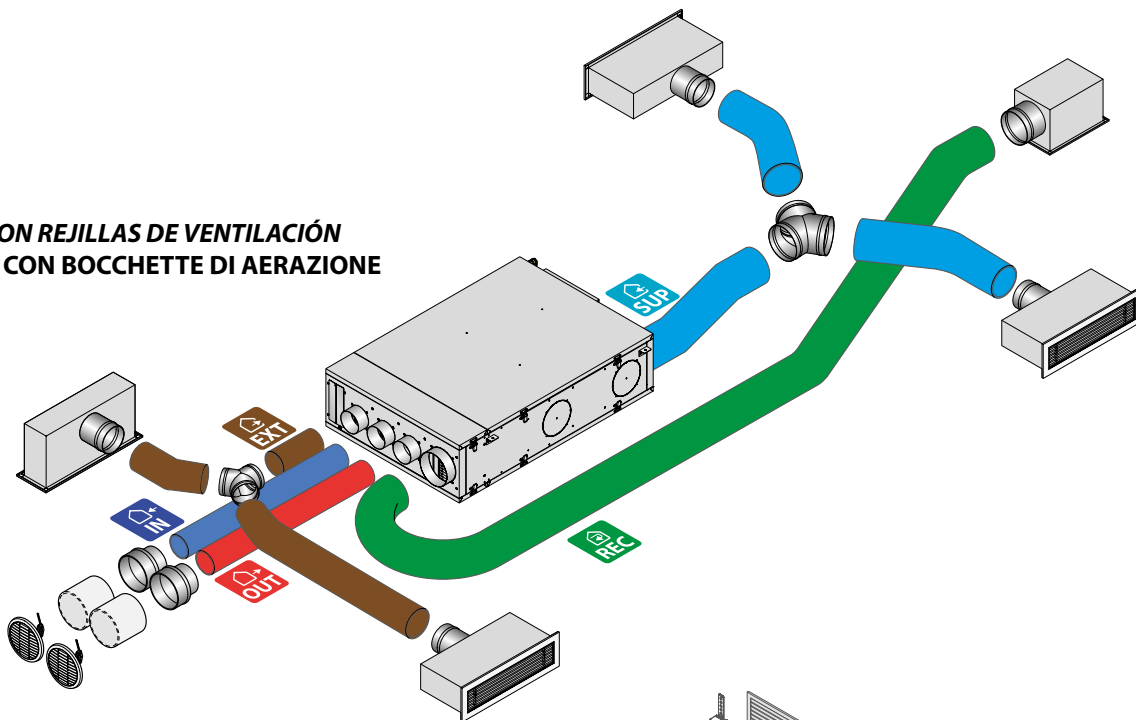 ON REJILLAS DE VENTILACIÓN
CON BOCCHETTE DI AERAZIONE
SUP
EXT
IN
OUT
REC